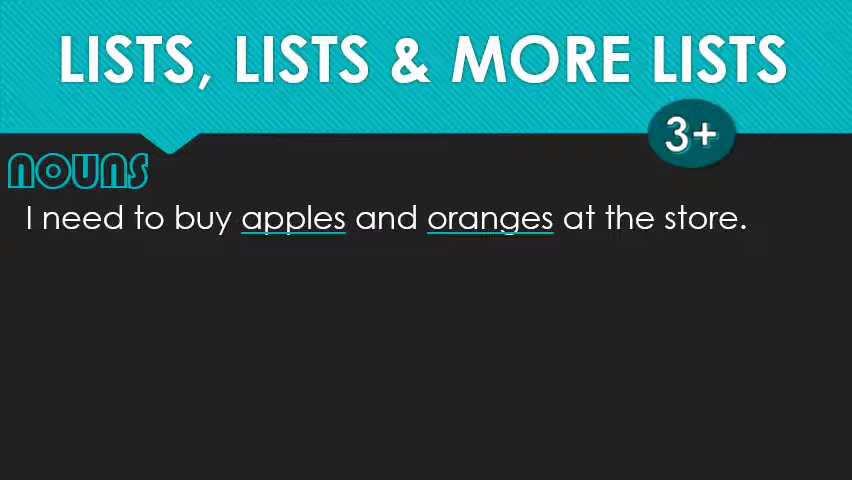 LISTS, LISTS & MORE LISTS
3+
NOUNS
I need to buy apples and oranges at the store.